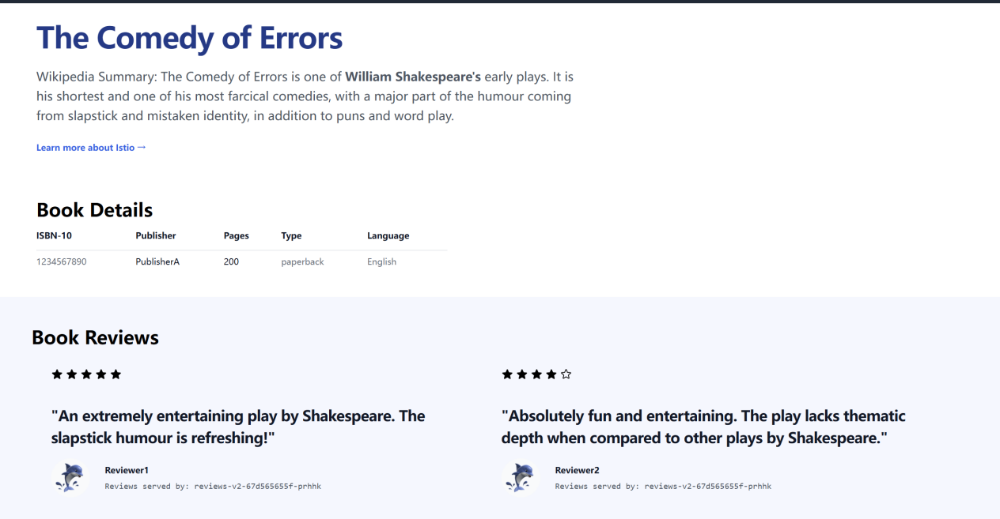 The Comedy of Errors
Wikipedia Summary: The Comedy of Errors is one of William Shakespeare's early plays. It is
his shortest and one of his most farcical comedies, with a major part of the humour coming
from slapstick and mistaken identity, in addition to puns and word play.
Learn more about Istio →
Book Details
ISBN-10 Publisher Pages Type Language
1234567890 PublisherA 200 paperback English
Book Reviews
"An extremely entertaining play by Shakespeare. The
slapstick humour is refreshing!"
Reviewer1
Reviews served by: reviews-v2-67d565655f-prhhk
"Absolutely fun and entertaining. The play lacks thematic
depth when compared to other plays by Shakespeare."
Reviewer2
Reviews served by: reviews-v2-67d565655f-prhhk